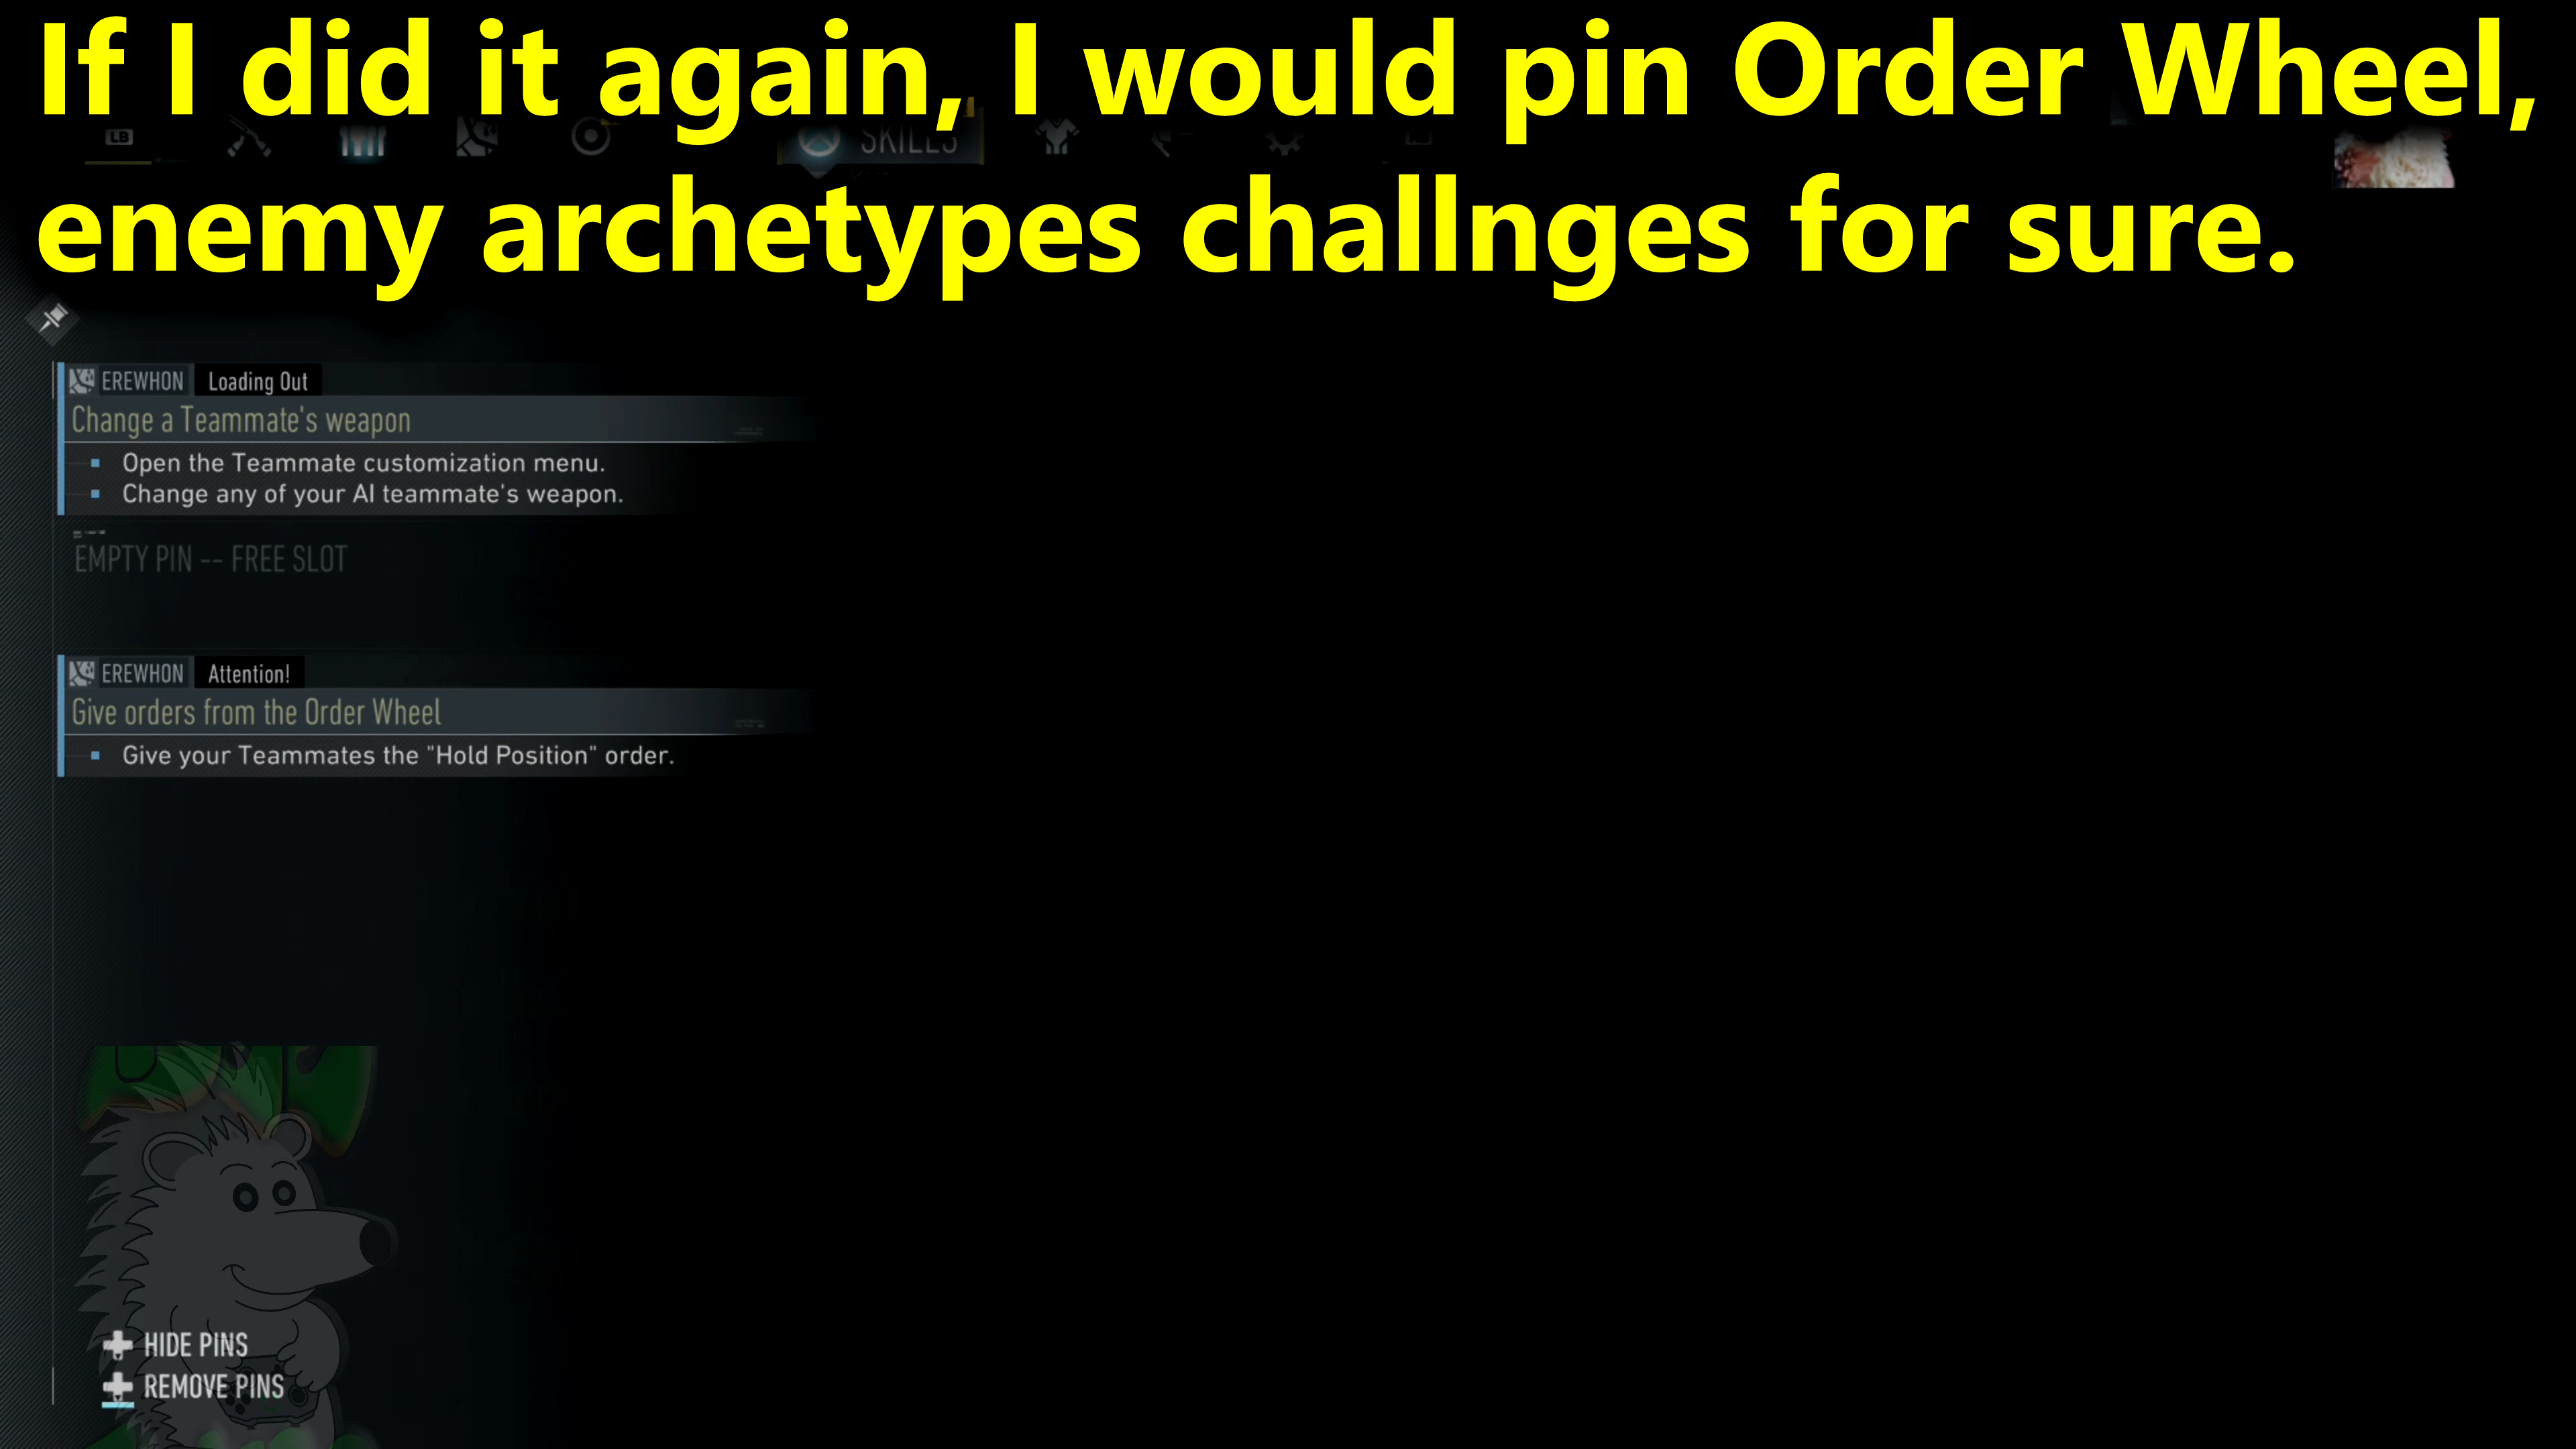 If I did it again, I would pin Order Wheel,
enemy archetypes challnges for sure.
LB
SKILLS
EREWHON Loading Out
Change a Teammate's weapon
Open the Teammate customization menu.
Change any of your AI teammate's weapon.
EMPTY PIN -- FREE SLOT
EREWHON Attention!
Give orders from the Order Wheel
Give your Teammates the "Hold Position" order.
HIDE PINS
REMOVE PINS